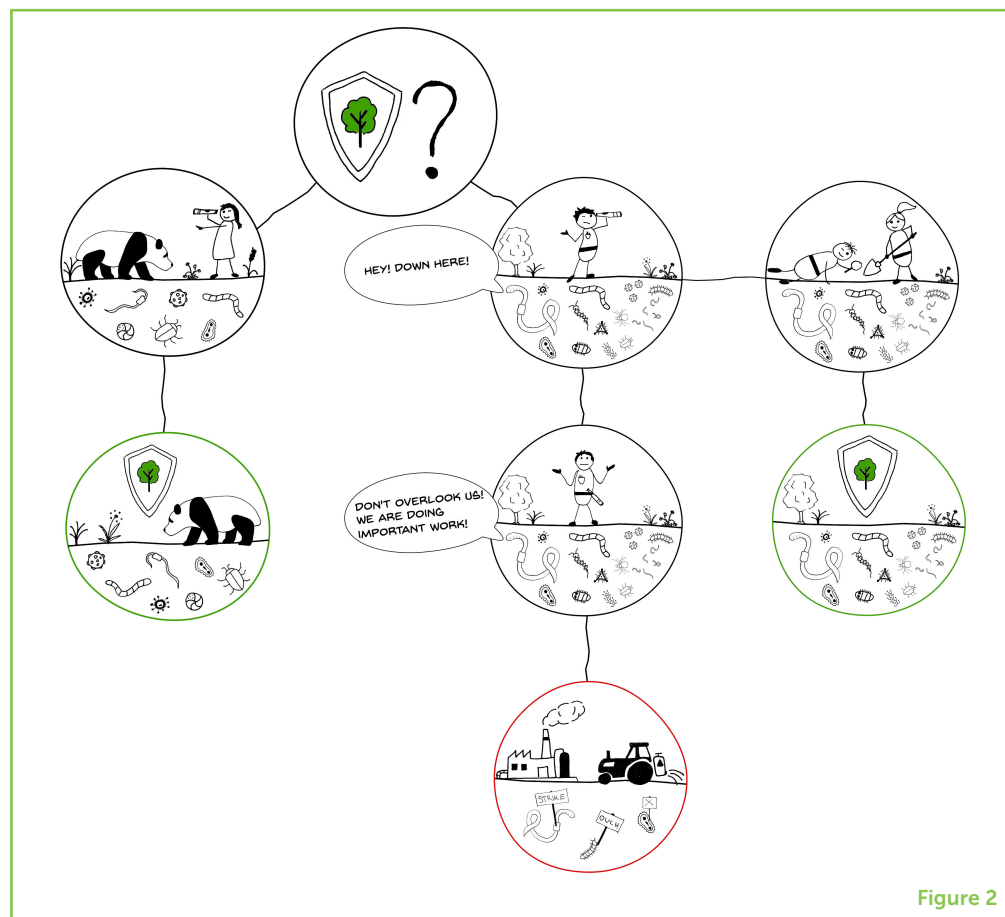 ?
HEY! DOWN HERE!
DON'T OVERLOOK US!
WE ARE DOING
IMPORTANT WORK!
STRIKE
OUCH
X
Figure 2